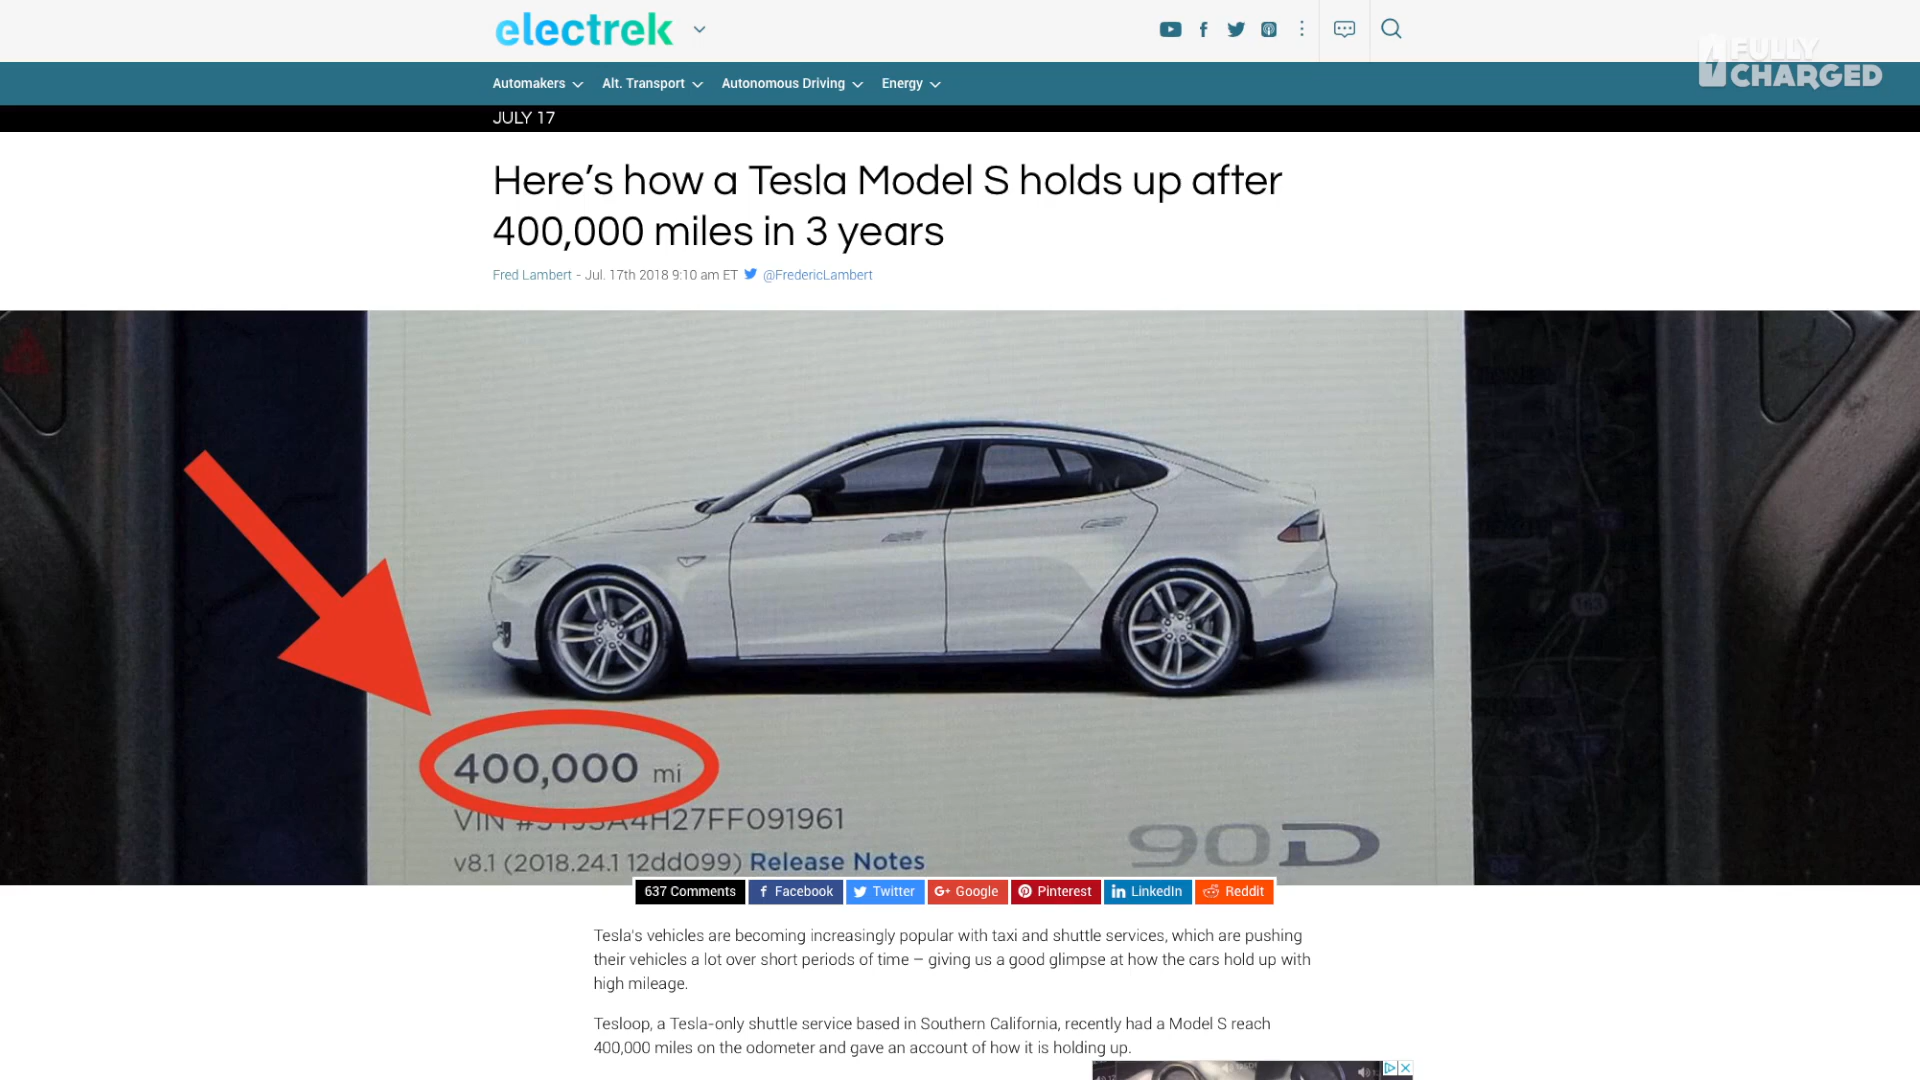 electrek
FULLY
CHARGED
Automakers Alt. Transport Autonomous Driving Energy
JULY 17
Here's how a Tesla Model S holds up after
400,000 miles in 3 years
Fred Lambert - Jul. 17th 2018 9:10 am ET @FredericLambert
400,000 mi
VIN
v8.1 (2018.24.1 12dd099) Release Notes
90D
637 Comments Facebook Twitter G+ Google Pinterest LinkedIn Reddit
Tesla's vehicles are becoming increasingly popular with taxi and shuttle services, which are pushing
their vehicles a lot over short periods of time – giving us a good glimpse at how the cars hold up with
high mileage.
Tesloop, a Tesla-only shuttle service based in Southern California, recently had a Model S reach
400,000 miles on the odometer and gave an account of how it is holding up.